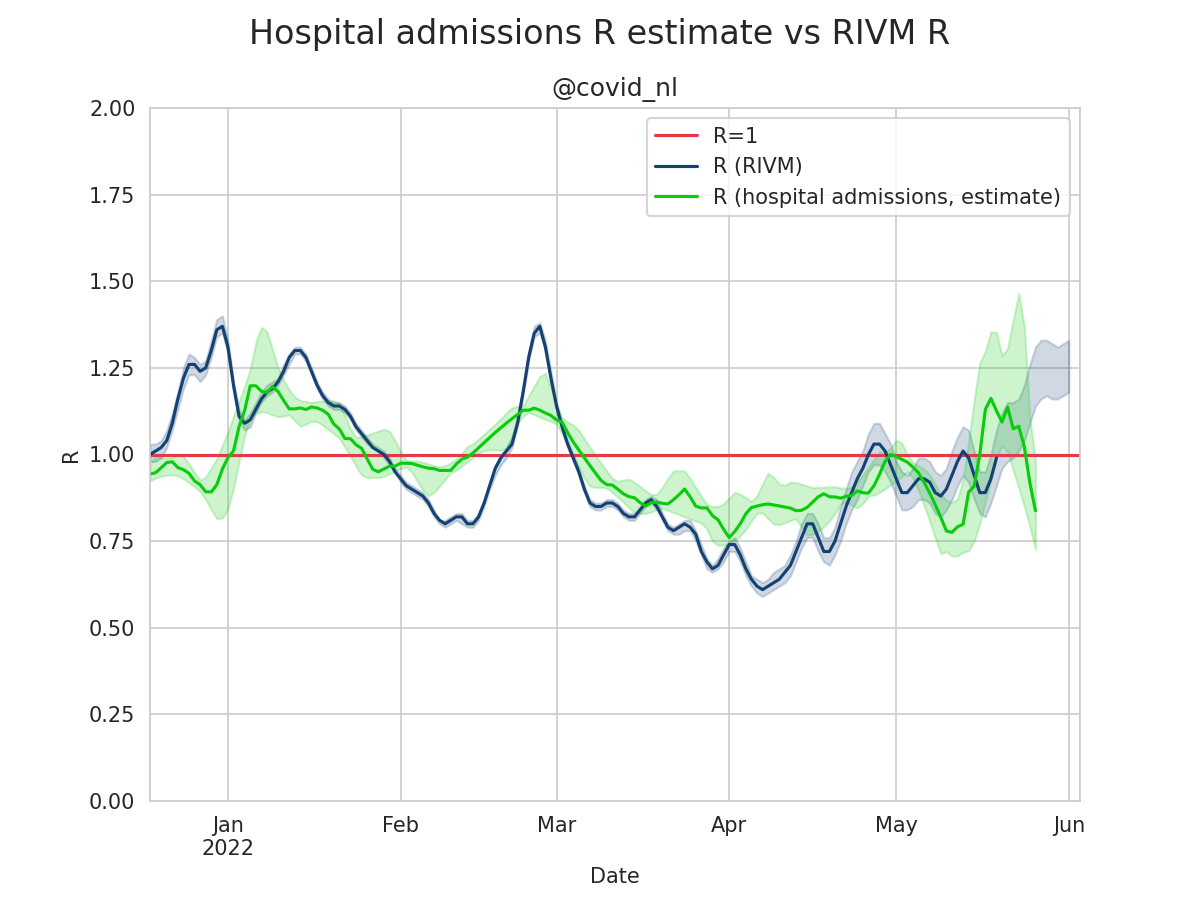 Hospital admissions R estimate vs RIVM R
@covid_nl
R=1
R (RIVM)
R (hospital admissions, estimate)
2.00
1.75
1.50
1.25
1.00
0.75
0.50
0.25
0.00
R
Jan Feb Mar Apr May Jun
2022
Date